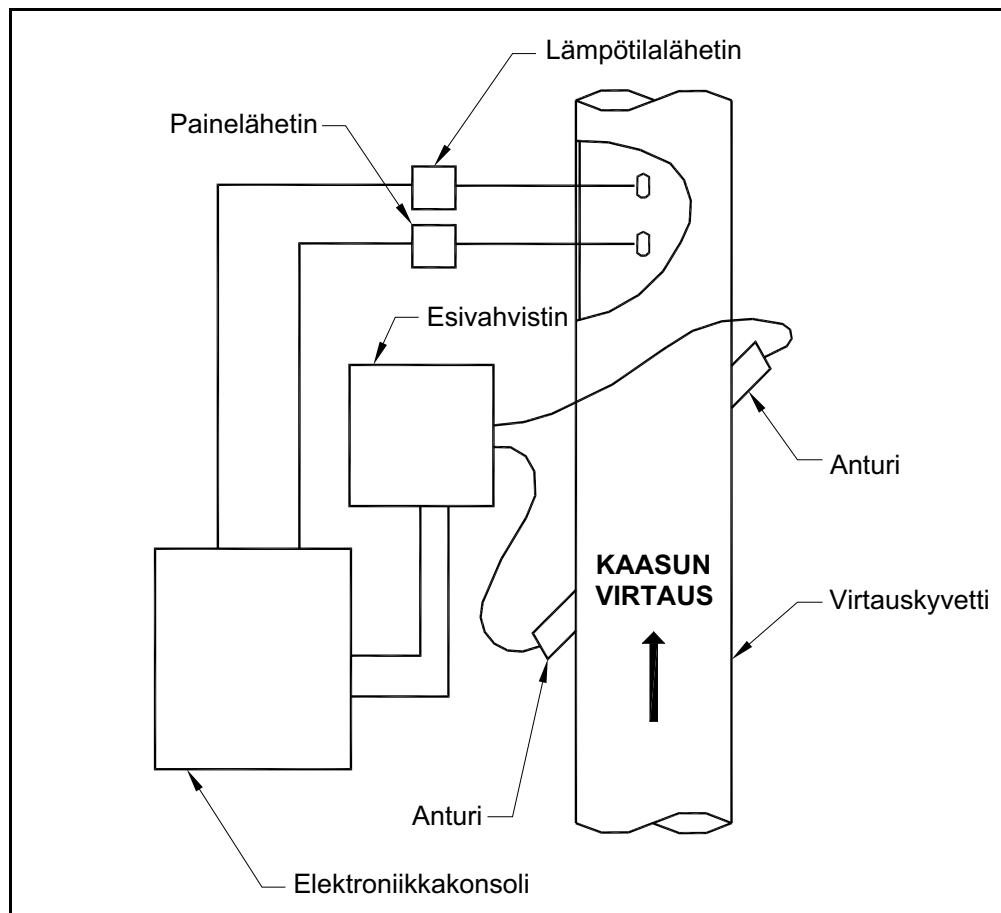 Lämpötilalähetin
Painelähetin
Esivahvistin
Anturi
KAASUN
VIRTAUS
Virtauskyvetti
Anturi
Elektroniikkakonsoli